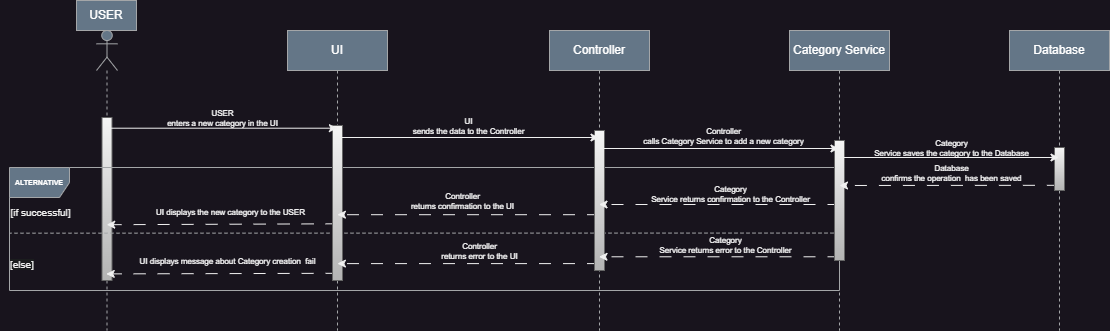 USER
UI
Controller
Category Service
Database
USER
enters a new category in the UI
UI
sends the data to the Controller
Controller
calls Category Service to add a new category
Category
Service saves the category to the Database
Database
confirms the operation has been saved
ALTERNATIVE
[if successful]
Category
Service returns confirmation to the Controller
Controller
returns confirmation to the UI
UI displays the new category to the USER
[else]
Category
Service returns error to the Controller
Controller
returns error to the UI
UI displays message about Category creation fail